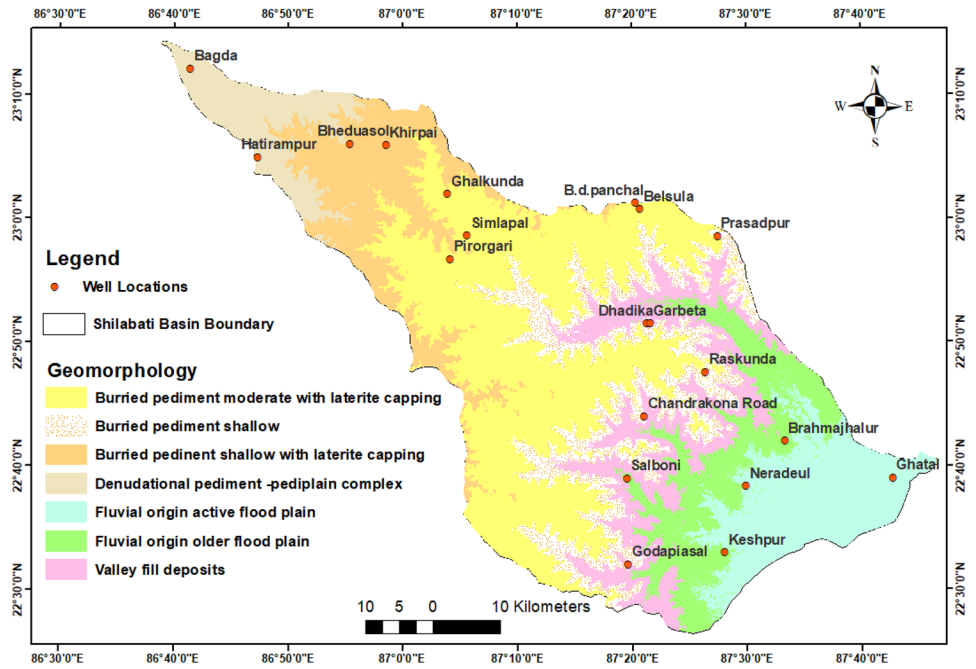 86°30'0"E 86°40'0"E 86°50'0"E 87°0'0"E 87°10'0"E 87°20'0"E 87°30'0"E 87°40'0"E
Bagda
N
W E
S
23°10'0"N 23°10'0"N
Bheduasol Khirpai
Hatirampur
Ghalkunda
B.d.panchal Belsula
23°0'0"N 23°0'0"N
Simlapal
Prasadpur
Pirorgari
Legend
Well Locations
Shilabati Basin Boundary
DhadikaGarbeta
22°50'0"N 22°50'0"N
Raskunda
Geomorphology
Burried pediment moderate with laterite capping
Chandrakona Road
Burried pediment shallow
Brahmajhalur
Burried pedinent shallow with laterite capping
22°40'0"N 22°40'0"N
Salboni
Neradeul
Ghatal
Denudational pediment -pediplain complex
Fluvial origin active flood plain
Fluvial origin older flood plain
Keshpur
Godapiasal
Valley fill deposits
22°30'0"N 22°30'0"N
10 5 0 10 Kilometers
86°30'0"E 86°40'0"E 86°50'0"E 87°0'0"E 87°10'0"E 87°20'0"E 87°30'0"E 87°40'0"E